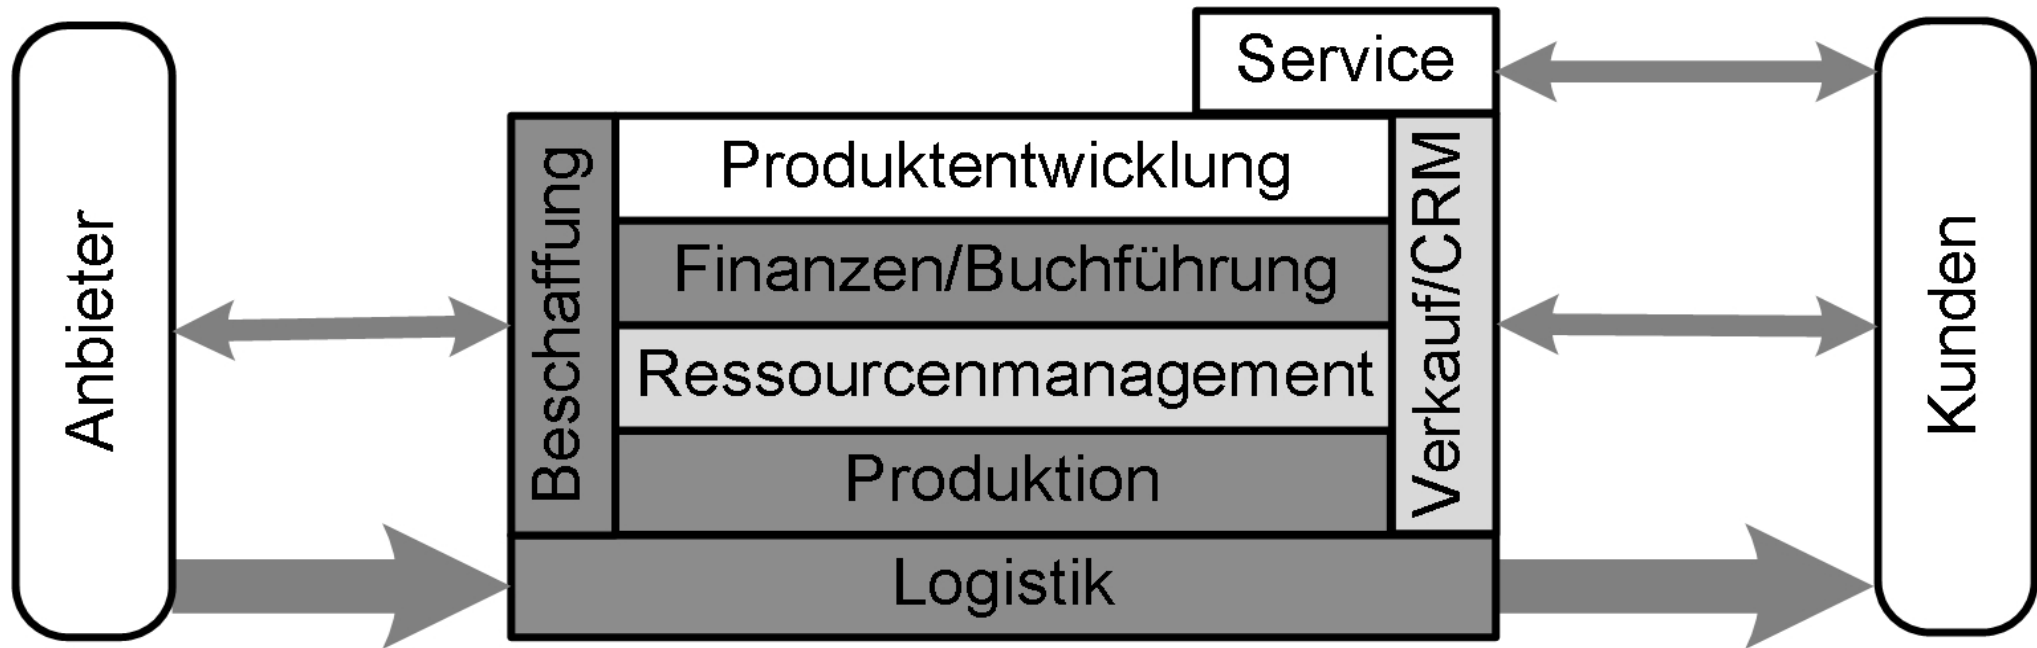 Anbieter
Beschaffung
Service
Produktentwicklung
Finanzen/Buchführung
Ressourcenmanagement
Produktion
Logistik
Verkauf/CRM
Kunden